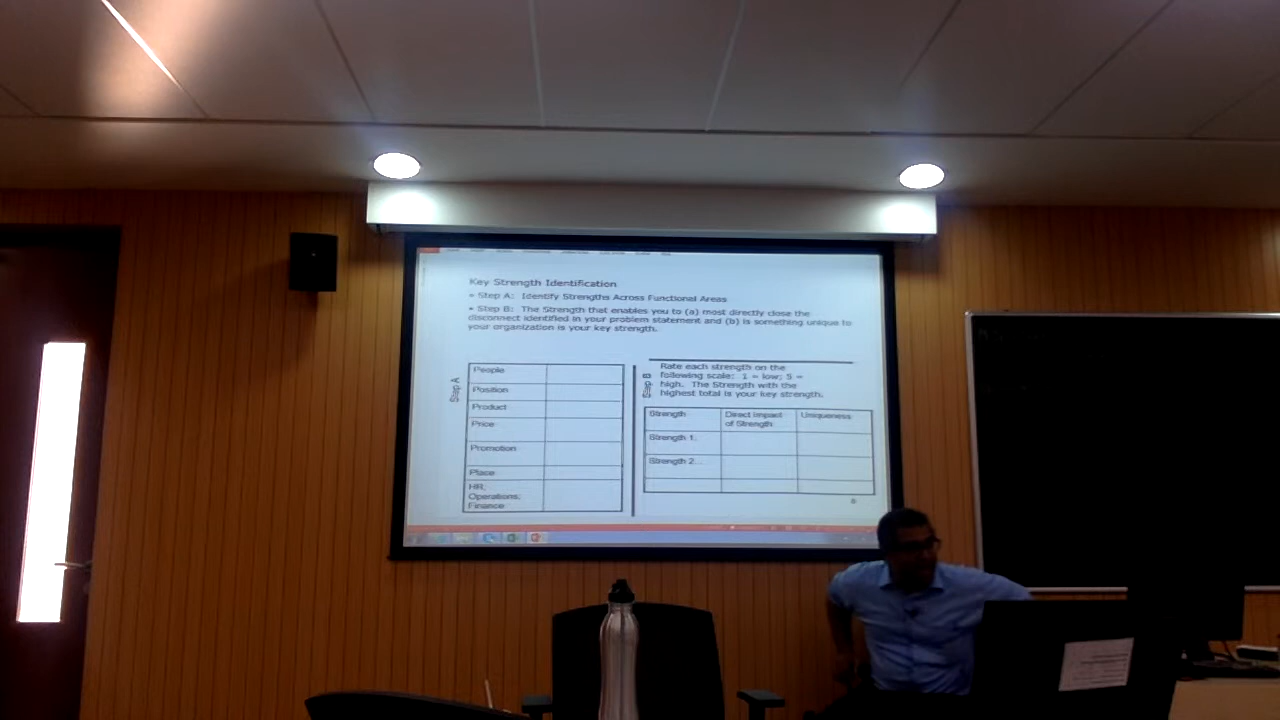 Key Strength Identification
• Step A: Identify Strengths Across Functional Areas
• Step B: The Strength that enables you to (a) most directly close the
disconnect identified in your problem statement and (b) is something unique to
your organization is your key strength.
Step A
People
Position
Product
Price
Promotion
Place
HR;
Operations;
Finance
Step B
Rate each strength on the
following scale: 1 = low; 5 =
high. The Strength with the
highest total is your key strength.
Strength
Direct Impact
of Strength
Uniqueness
Strength 1:
Strength 2...